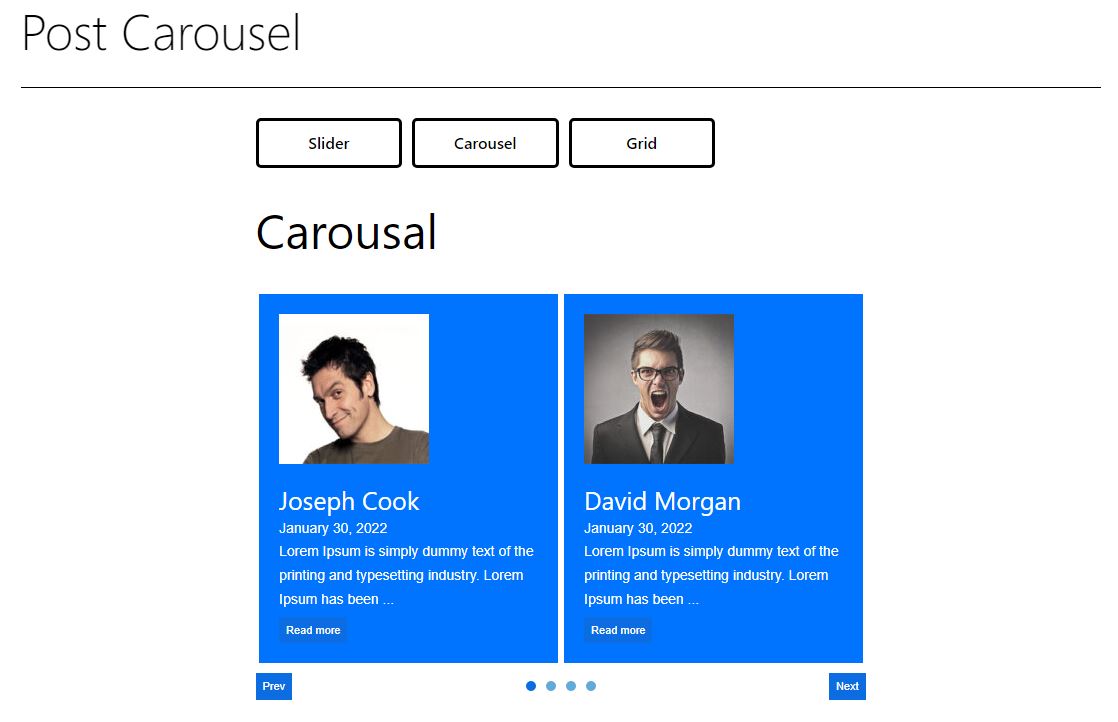 Post Carousel
Slider
Carousel
Grid
Carousal
Joseph Cook
January 30, 2022
Lorem Ipsum is simply dummy text of the
printing and typesetting industry. Lorem
Ipsum has been ...
Read more
David Morgan
January 30, 2022
Lorem Ipsum is simply dummy text of the
printing and typesetting industry. Lorem
Ipsum has been ...
Read more
Prev
Next